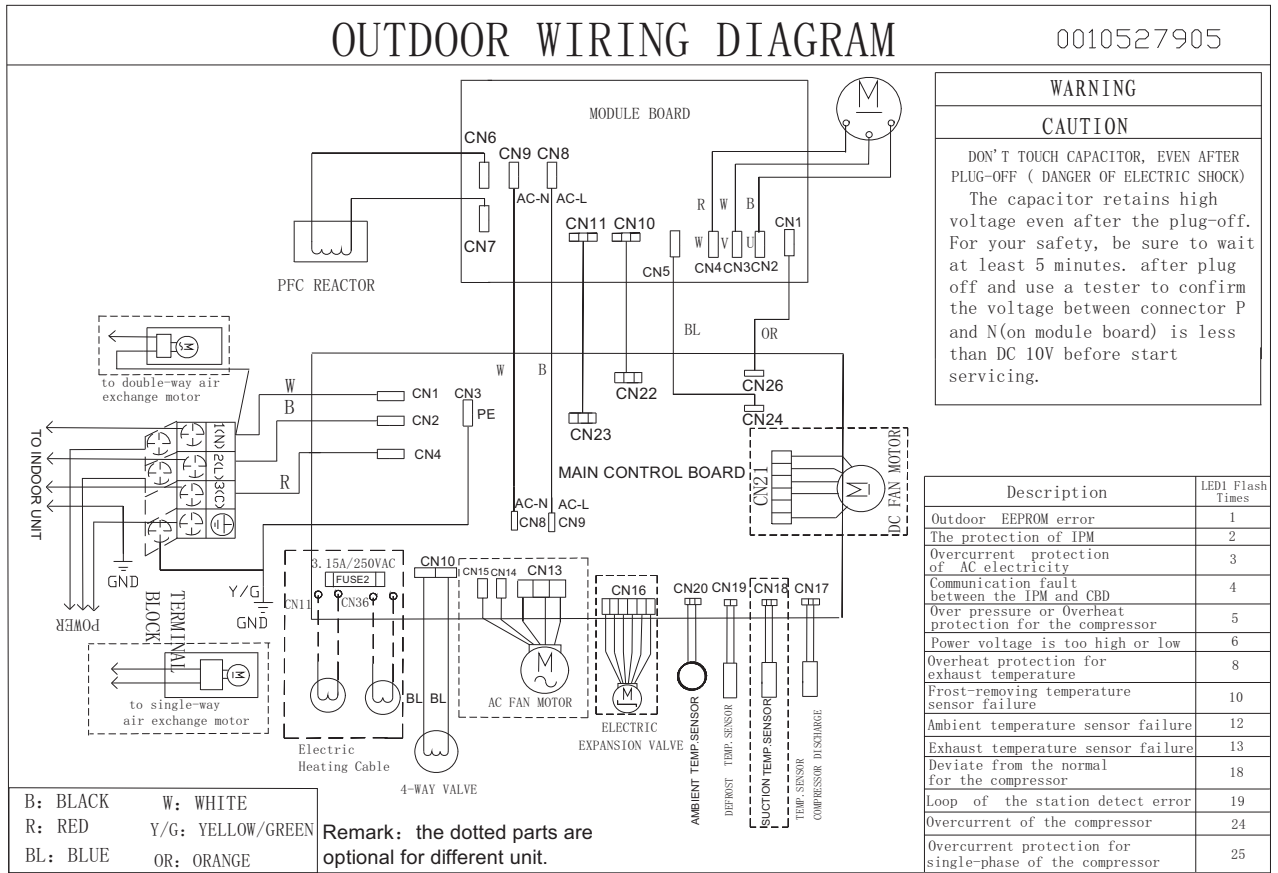 OUTDOOR WIRING DIAGRAM
0010527905
WARNING
CAUTION
DON'T TOUCH CAPACITOR, EVEN AFTER
PLUG-OFF ( DANGER OF ELECTRIC SHOCK)
The capacitor retains high
voltage even after the plug-off.
For your safety, be sure to wait
at least 5 minutes. after plug
off and use a tester to confirm
the voltage between connector P
and N(on module board) is less
than DC 10V before start
servicing.
MODULE BOARD
M
CN6
CN9 CN8
AC-N AC-L
CN7
CN11 CN10
R W B
CN1
W V U
CN5
CN4 CN3 CN2
PFC REACTOR
BL
OR
M
to double-way air
exchange motor
W
B
R
CN1
CN2
CN4
CN3
PE
W
B
CN22
CN23
CN26
CN24
MAIN CONTROL BOARD
CN21
M
DC FAN MOTOR
TO INDOOR UNIT
1(N) 2(L) 3(C)
GND
POWER
TERMINAL
BLOCK
Y/G
GND
AC-N AC-L
CN8 CN9
3.15A/250VAC
FUSE2
CN11
CN36
Electric
Heating Cable
CN10
BL BL
4-WAY VALVE
CN15 CN14 CN13
M
AC FAN MOTOR
CN16
M
ELECTRIC
EXPANSION VALVE
CN20 CN19 CN18 CN17
AMBIENT TEMP.SENSOR
DEFROST TEMP. SENSOR
SUCTION TEMP.SENSOR
TEMP. SENSOR
COMPRESSOR DISCHARGE
M
to single-way
air exchange motor
B: BLACK W: WHITE
R: RED Y/G: YELLOW/GREEN
BL: BLUE OR: ORANGE
Remark: the dotted parts are
optional for different unit.
Description LED1 Flash
Times
Outdoor EEPROM error 1
The protection of IPM 2
Overcurrent protection
of AC electricity 3
Communication fault
between the IPM and CBD 4
Over pressure or Overheat
protection for the compressor 5
Power voltage is too high or low 6
Overheat protection for
exhaust temperature 8
Frost-removing temperature
sensor failure 10
Ambient temperature sensor failure 12
Exhaust temperature sensor failure 13
Deviate from the normal
for the compressor 18
Loop of the station detect error 19
Overcurrent of the compressor 24
Overcurrent protection for
single-phase of the compressor 25